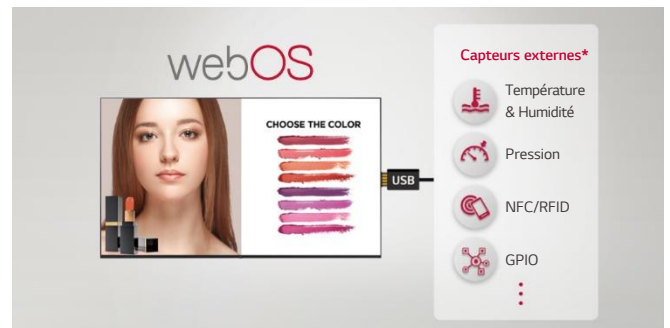 webOS
CHOOSE THE COLOR
USB
Capteurs externes*
Température
& Humidité
Pression
NFC/RFID
GPIO